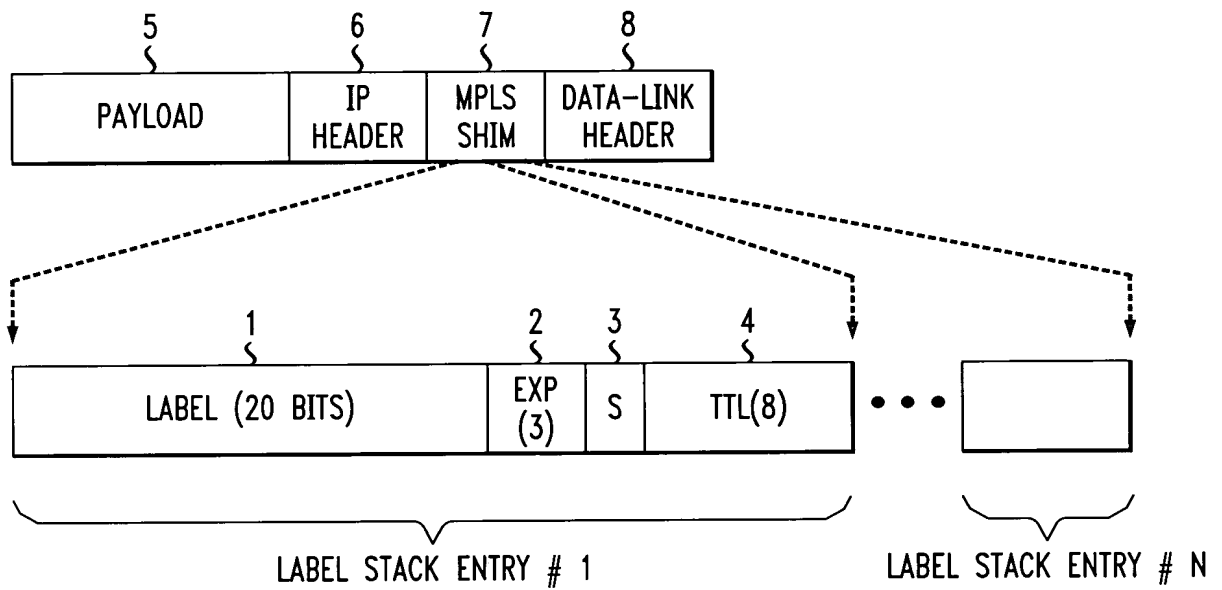 5 6 7 8
PAYLOAD
IP HEADER
MPLS SHIM
DATA-LINK HEADER
1 2 3 4
LABEL (20 BITS)
EXP (3)
S
TTL(8)
LABEL STACK ENTRY # 1
LABEL STACK ENTRY # N